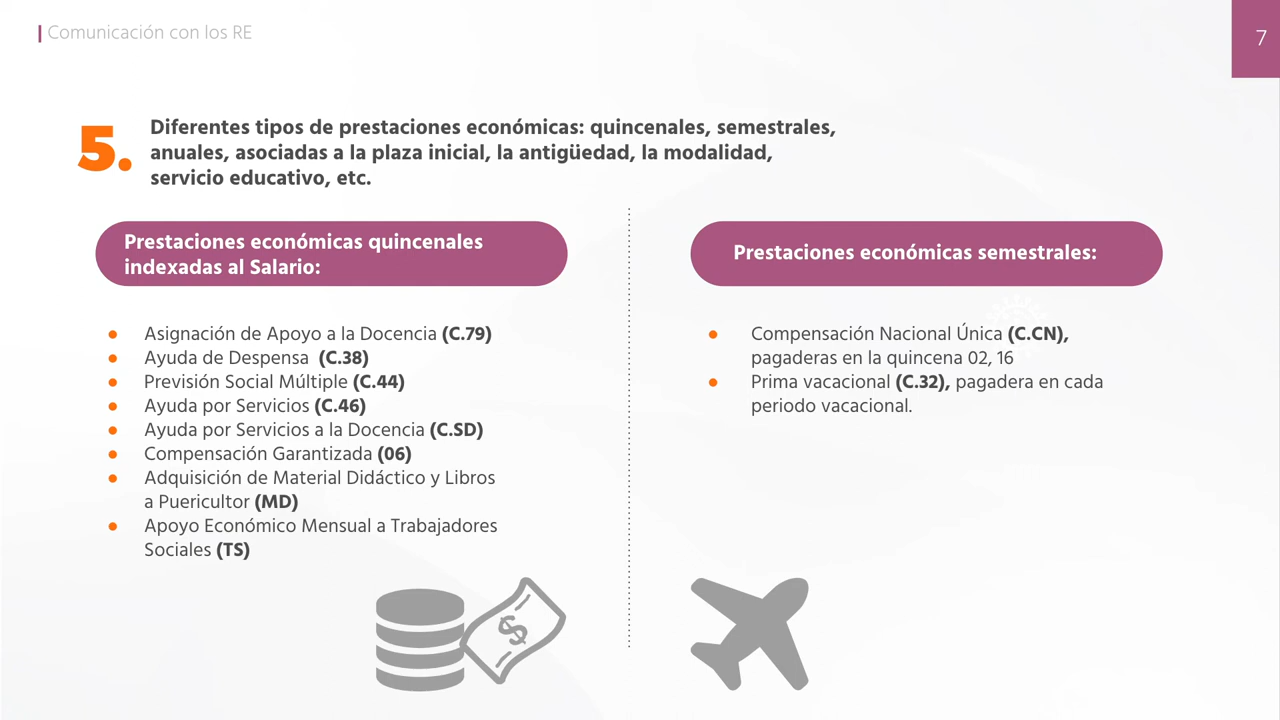 Comunicación con los RE
7
5.
Diferentes tipos de prestaciones económicas: quincenales, semestrales,
anuales, asociadas a la plaza inicial, la antigüedad, la modalidad,
servicio educativo, etc.
Prestaciones económicas quincenales
indexadas al Salario:
● Asignación de Apoyo a la Docencia (C.79)
● Ayuda de Despensa (C.38)
● Previsión Social Múltiple (C.44)
● Ayuda por Servicios (C.46)
● Ayuda por Servicios a la Docencia (C.SD)
● Compensación Garantizada (06)
● Adquisición de Material Didáctico y Libros
a Puericultor (MD)
● Apoyo Económico Mensual a Trabajadores
Sociales (TS)
$
Prestaciones económicas semestrales:
● Compensación Nacional Única (C.CN),
pagaderas en la quincena 02, 16
● Prima vacacional (C.32), pagadera en cada
periodo vacacional.